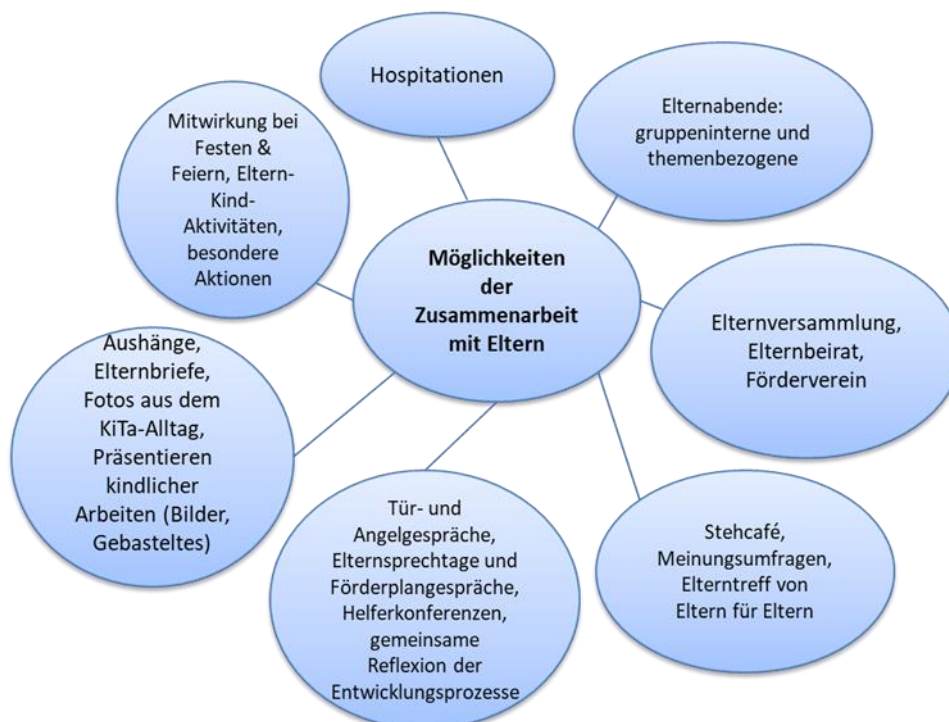 Hospitationen
Elternabende:
gruppeninterne und
themenbezogene
Mitwirkung bei
Festen &
Feiern, Eltern-
Kind-
Aktivitäten,
besondere
Aktionen
Möglichkeiten
der
Zusammenarbeit
mit Eltern
Elternversammlung,
Elternbeirat,
Förderverein
Aushänge,
Elternbriefe,
Fotos aus dem
KiTa-Alltag,
Präsentieren
kindlicher
Arbeiten (Bilder,
Gebasteltes)
Tür- und
Angelgespräche,
Elternsprechtage und
Förderplangespräche,
Helferkonferenzen,
gemeinsame
Reflexion der
Entwicklungsprozesse
Stehcafé,
Meinungsumfragen,
Elterntreff von
Eltern für Eltern